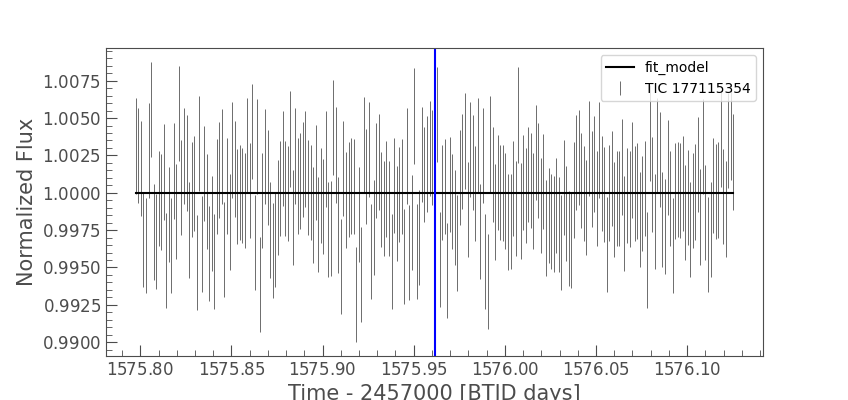 fit_model
TIC 177115354
1.0075
1.0050
1.0025
1.0000
0.9975
0.9950
0.9925
0.9900
Normalized Flux
1575.80 1575.85 1575.90 1575.95 1576.00 1576.05 1576.10
Time - 2457000 [BTJD days]